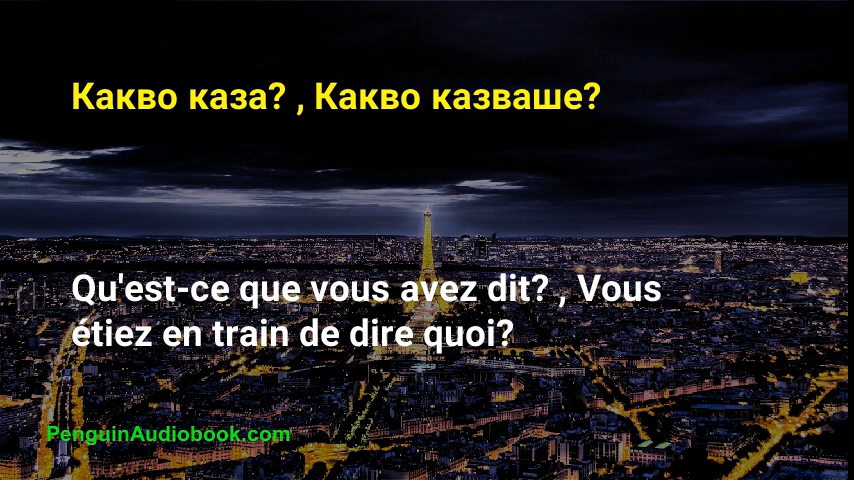 Какво каза? , Какво казваше?
Qu'est-ce que vous avez dit? , Vous
étiez en train de dire quoi?
PenguinAudiobook.com